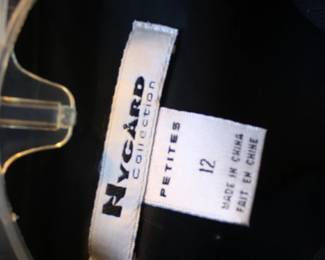 NYGÅRD
Collection
PETITES
12
MADE IN CHINA
FAIT EN CHINE